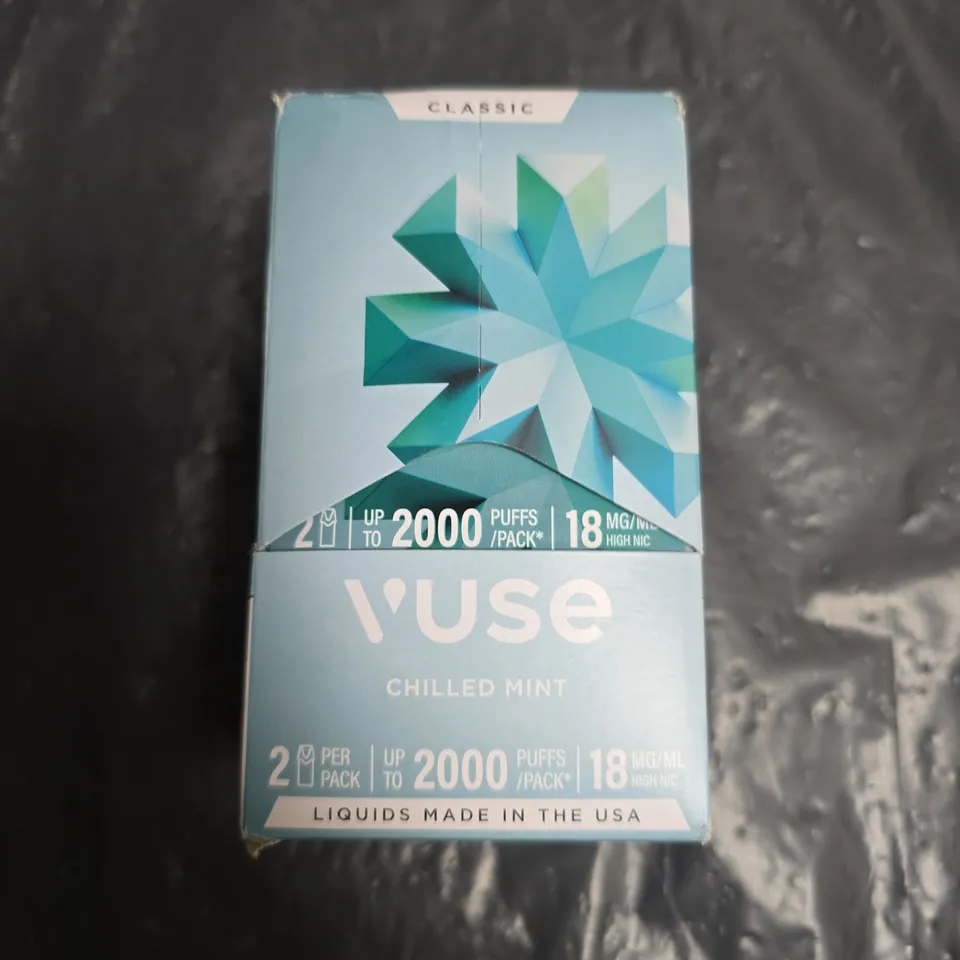 CLASSIC
2 | UP TO 2000 PUFFS /PACK* | 18 MG/ML HIGH NIC
vuse
CHILLED MINT
2 PER PACK | UP TO 2000 PUFFS /PACK* | 18 MG/ML HIGH NIC
LIQUIDS MADE IN THE USA